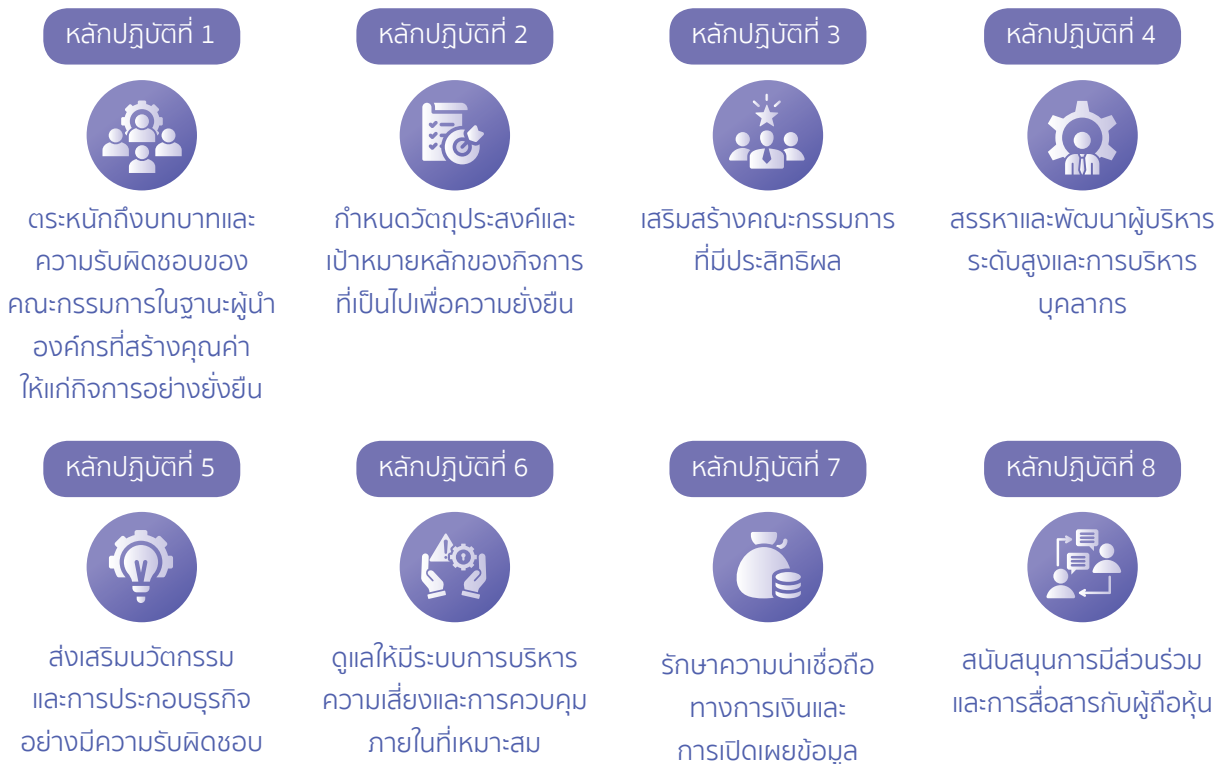 หลักปฏิบัติที่ 1
ตระหนักถึงบทบาทและ
ความรับผิดชอบของ
คณะกรรมการในฐานะผู้นำ
องค์กรที่สร้างคุณค่า
ให้แก่กิจการอย่างยั่งยืน
หลักปฏิบัติที่ 2
กำหนดวัตถุประสงค์และ
เป้าหมายหลักของกิจการ
ที่เป็นไปเพื่อความยั่งยืน
หลักปฏิบัติที่ 3
เสริมสร้างคณะกรรมการ
ที่มีประสิทธิผล
หลักปฏิบัติที่ 4
สรรหาและพัฒนาผู้บริหาร
ระดับสูงและการบริหาร
บุคลากร
หลักปฏิบัติที่ 5
ส่งเสริมนวัตกรรม
และการประกอบธุรกิจ
อย่างมีความรับผิดชอบ
หลักปฏิบัติที่ 6
ดูแลให้มีระบบการบริหาร
ความเสี่ยงและการควบคุม
ภายในที่เหมาะสม
หลักปฏิบัติที่ 7
รักษาความน่าเชื่อถือ
ทางการเงินและ
การเปิดเผยข้อมูล
หลักปฏิบัติที่ 8
สนับสนุนการมีส่วนร่วม
และการสื่อสารกับผู้ถือหุ้น